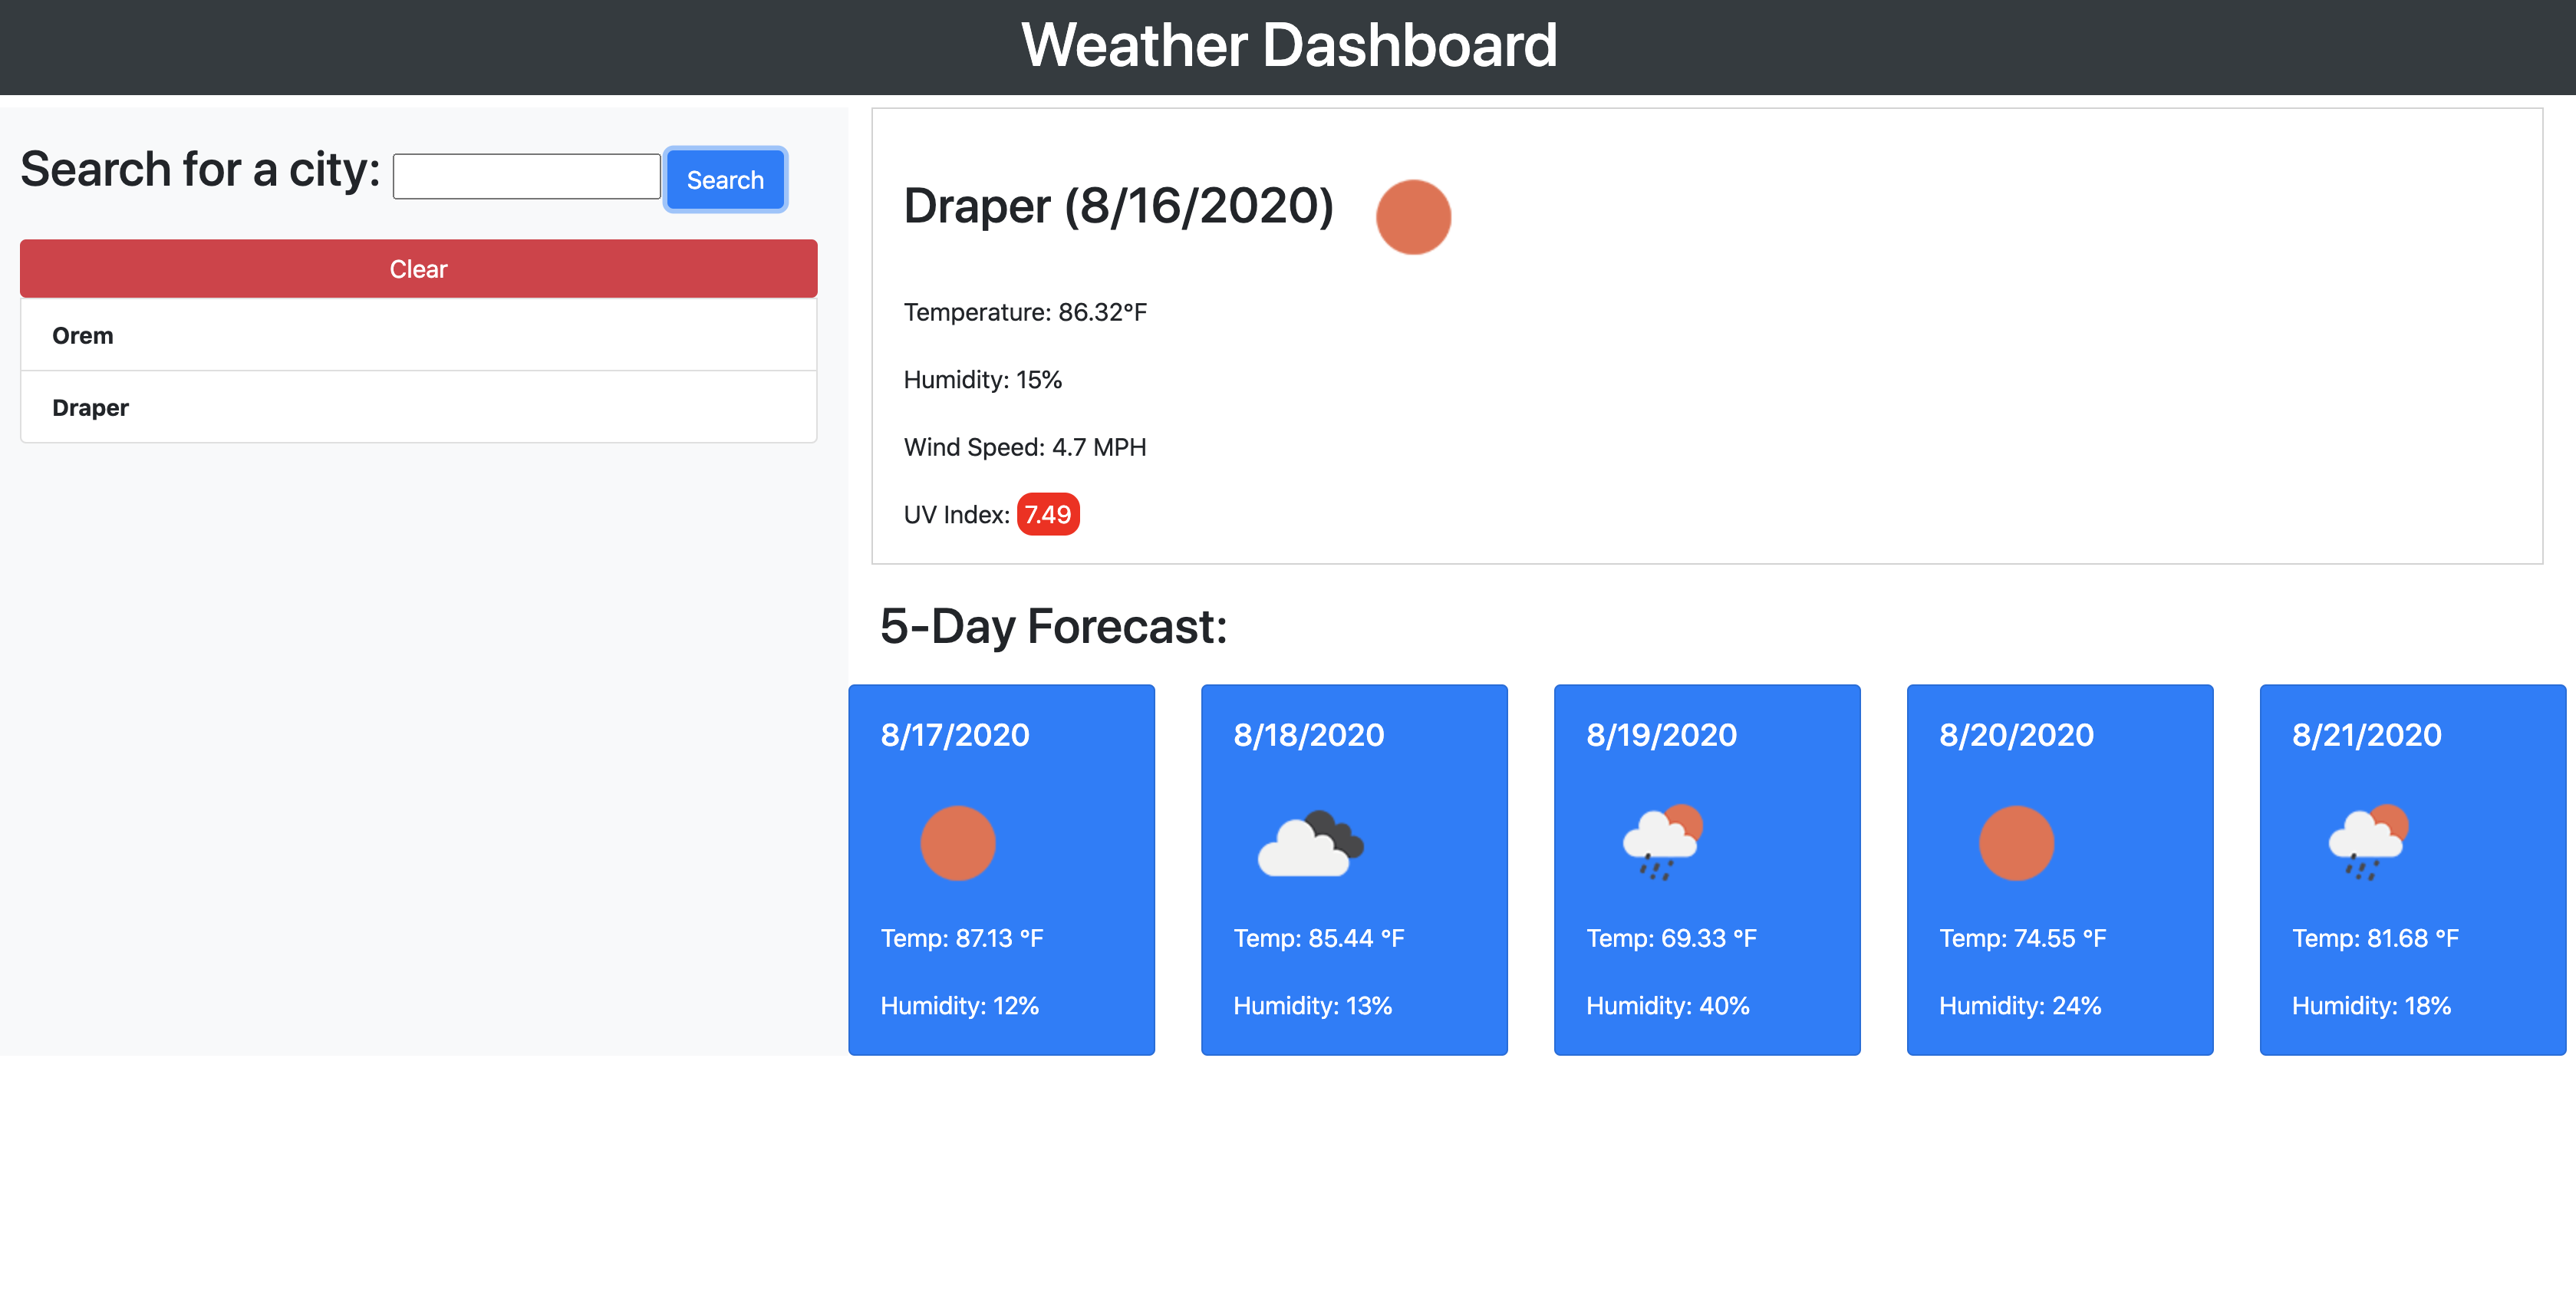 Weather Dashboard
Search for a city:
Search
Clear
Orem
Draper
Draper (8/16/2020)
Temperature: 86.32°F
Humidity: 15%
Wind Speed: 4.7 MPH
UV Index: 7.49
5-Day Forecast:
8/17/2020
Temp: 87.13 °F
Humidity: 12%
8/18/2020
Temp: 85.44 °F
Humidity: 13%
8/19/2020
Temp: 69.33 °F
Humidity: 40%
8/20/2020
Temp: 74.55 °F
Humidity: 24%
8/21/2020
Temp: 81.68 °F
Humidity: 18%